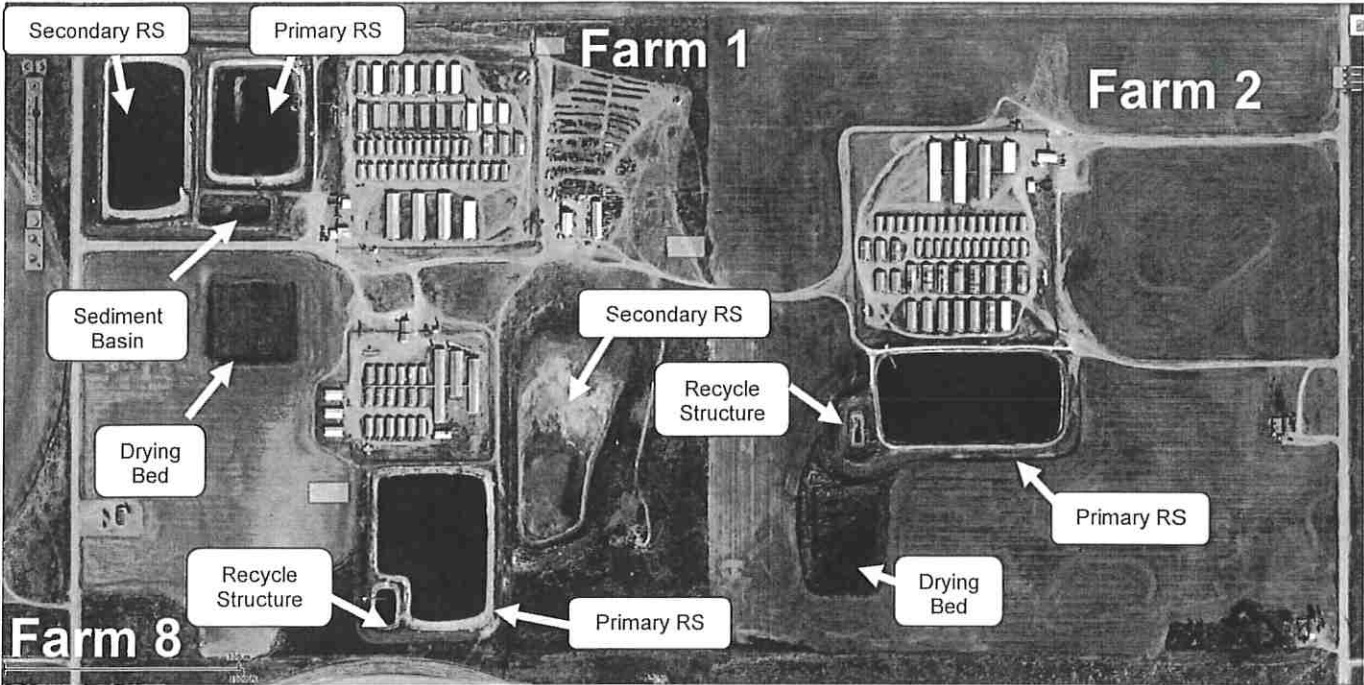 Secondary RS
Primary RS
Farm 1
Farm 2
Sediment
Basin
Secondary RS
Recycle
Structure
Drying
Bed
Primary RS
Recycle
Structure
Drying
Bed
Primary RS
Farm 8